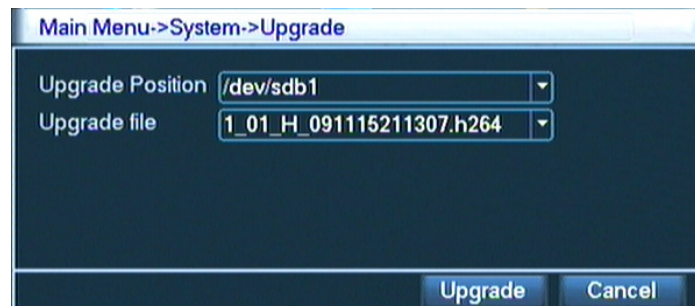 Main Menu->System->Upgrade
Upgrade Position /dev/sdb1
Upgrade file 1_01_H_091115211307.h264
Upgrade Cancel